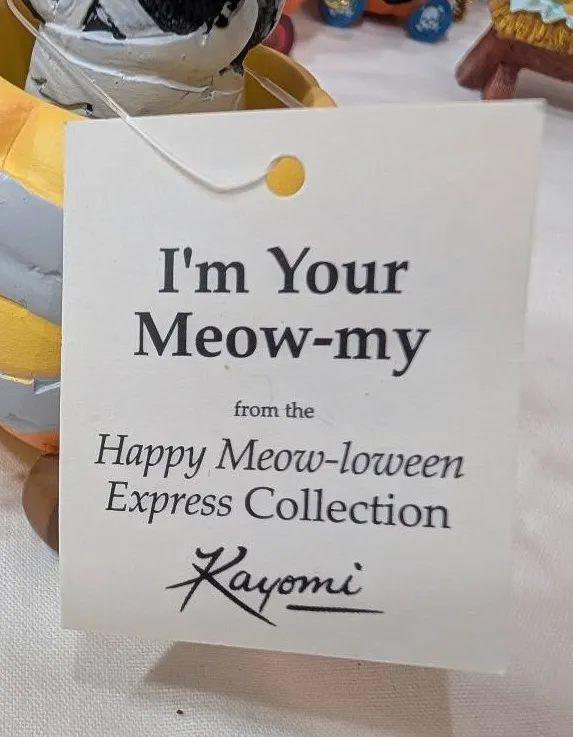 I'm Your
Meow-my
from the
Happy Meow-loween
Express Collection
Kayomi